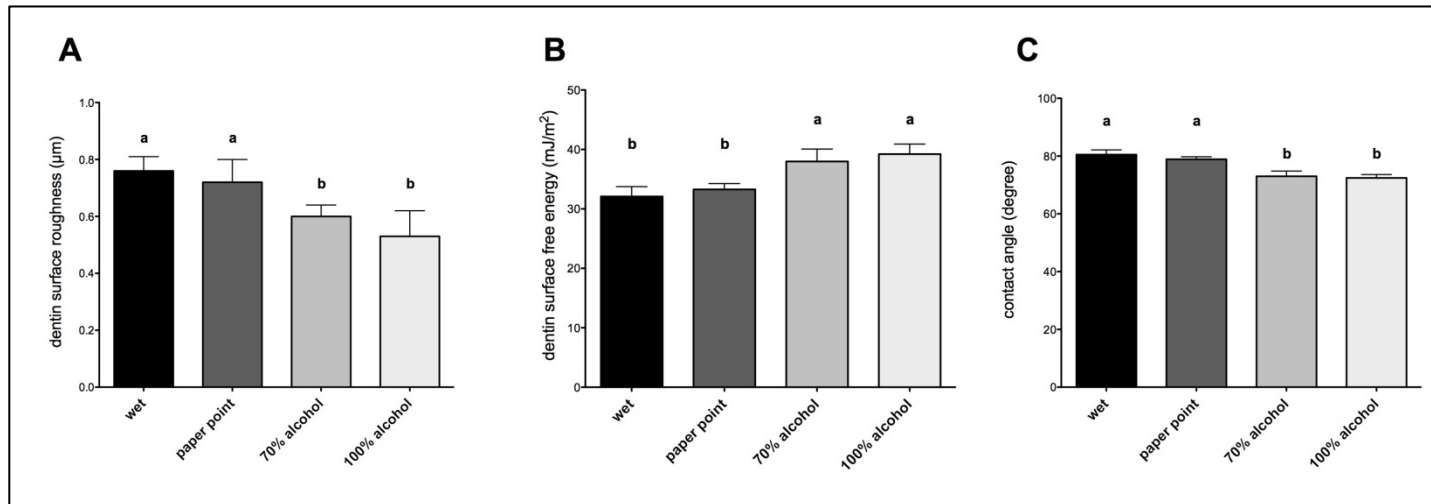 A
dentin surface roughness (µm)
1.0
0.8
0.6
0.4
0.2
0.0
a
a
b
b
wet
paper point
70% alcohol
100% alcohol
B
dentin surface free energy (mJ/m²)
50
40
30
20
10
0
b
b
a
a
wet
paper point
70% alcohol
100% alcohol
C
contact angle (degree)
100
80
60
40
20
0
a
a
b
b
wet
paper point
70% alcohol
100% alcohol